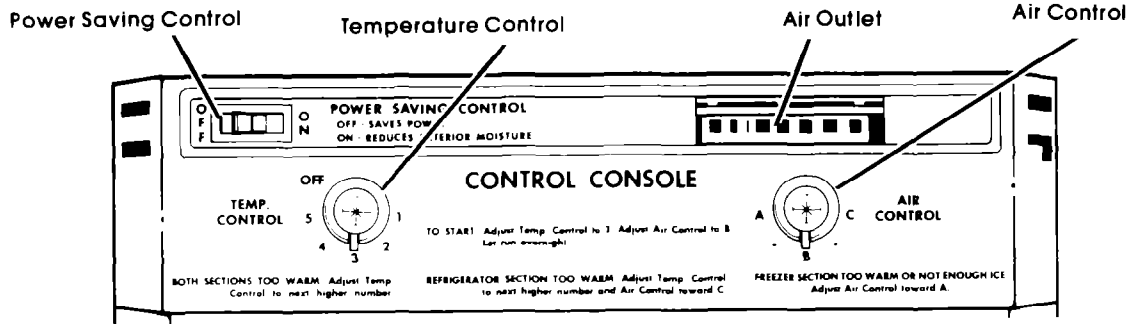 Power Saving Control
Temperature Control
Air Outlet
Air Control
OFF
ON
POWER SAVING CONTROL
OFF - SAVES POW
ON - REDUCES TERIOR MOISTURE
CONTROL CONSOLE
TEMP. CONTROL
OFF
5
4
3
2
1
TO START Adjust Temp Control to 3 Adjust Air Control to B
Let run overnight
A
B
C
AIR CONTROL
BOTH SECTIONS TOO WARM Adjust Temp
Control to next higher number
REFRIGERATOR SECTION TOO WARM Adjust Temp Control
to next higher number and Air Control toward C
FREEZER SECTION TOO WARM OR NOT ENOUGH ICE
Adjust Air Control toward A.